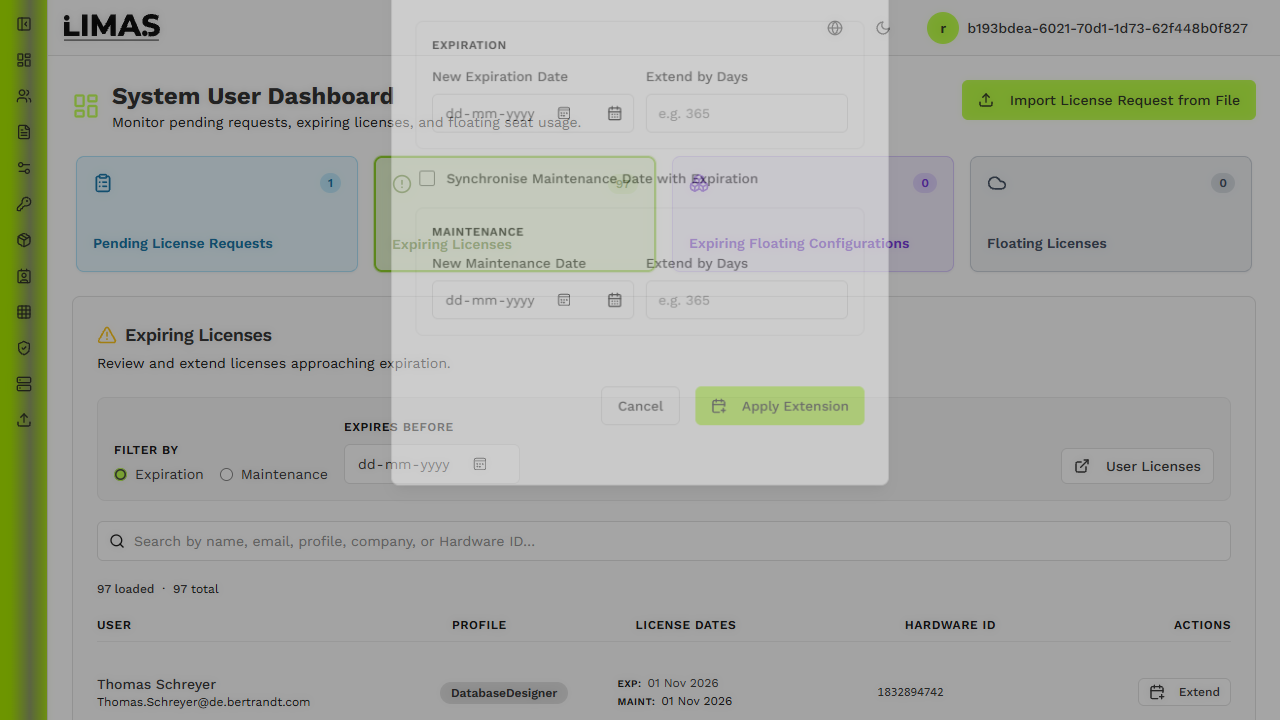 LIMAS
r b193bdea-6021-70d1-1d73-62f448b0f827
System User Dashboard
Monitor pending requests, expiring licenses, and floating seat usage.
Import License Request from File
EXPIRATION
New Expiration Date Extend by Days
dd-mm-yyyy e.g. 365
Synchronise Maintenance Date with Expiration
MAINTENANCE
New Maintenance Date Extend by Days
dd-mm-yyyy e.g. 365
Cancel Apply Extension
1 97 0 0
Pending License Requests Expiring Licenses Expiring Floating Configurations Floating Licenses
Expiring Licenses
Review and extend licenses approaching expiration.
FILTER BY
Expiration Maintenance
EXPIRES BEFORE
dd-mm-yyyy
User Licenses
Search by name, email, profile, company, or Hardware ID...
97 loaded · 97 total
USER PROFILE LICENSE DATES HARDWARE ID ACTIONS
Thomas Schreyer
Thomas.Schreyer@de.bertrandt.com
DatabaseDesigner
EXP: 01 Nov 2026
MAINT: 01 Nov 2026
1832894742
Extend